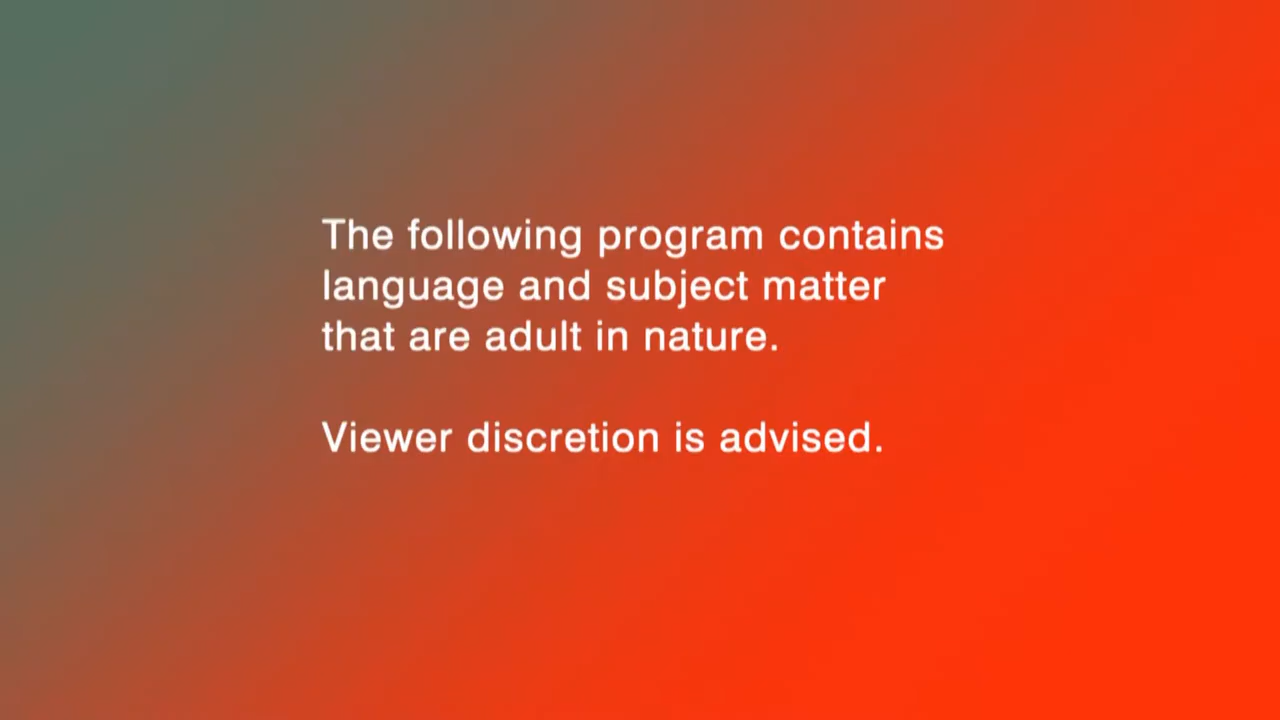 The following program contains
language and subject matter
that are adult in nature.
Viewer discretion is advised.